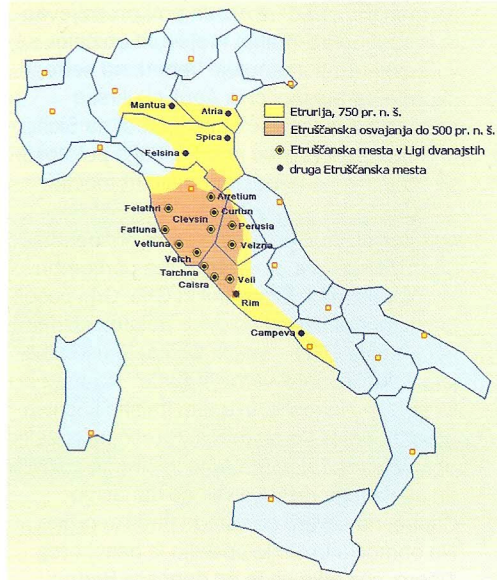 Etrurija, 750 pr. n. š.
Etruščanska osvajanja do 500 pr. n. š.
Etruščanska mesta v Ligi dvanajstih
druga Etruščanska mesta
Mantua
Atria
Spica
Felsina
Arretium
Felathri
Curtun
Clevsin
Perusia
Fafluna
Vetluna
Velzna
Velch
Tarchna
Caisra
Veii
Rim
Campeva